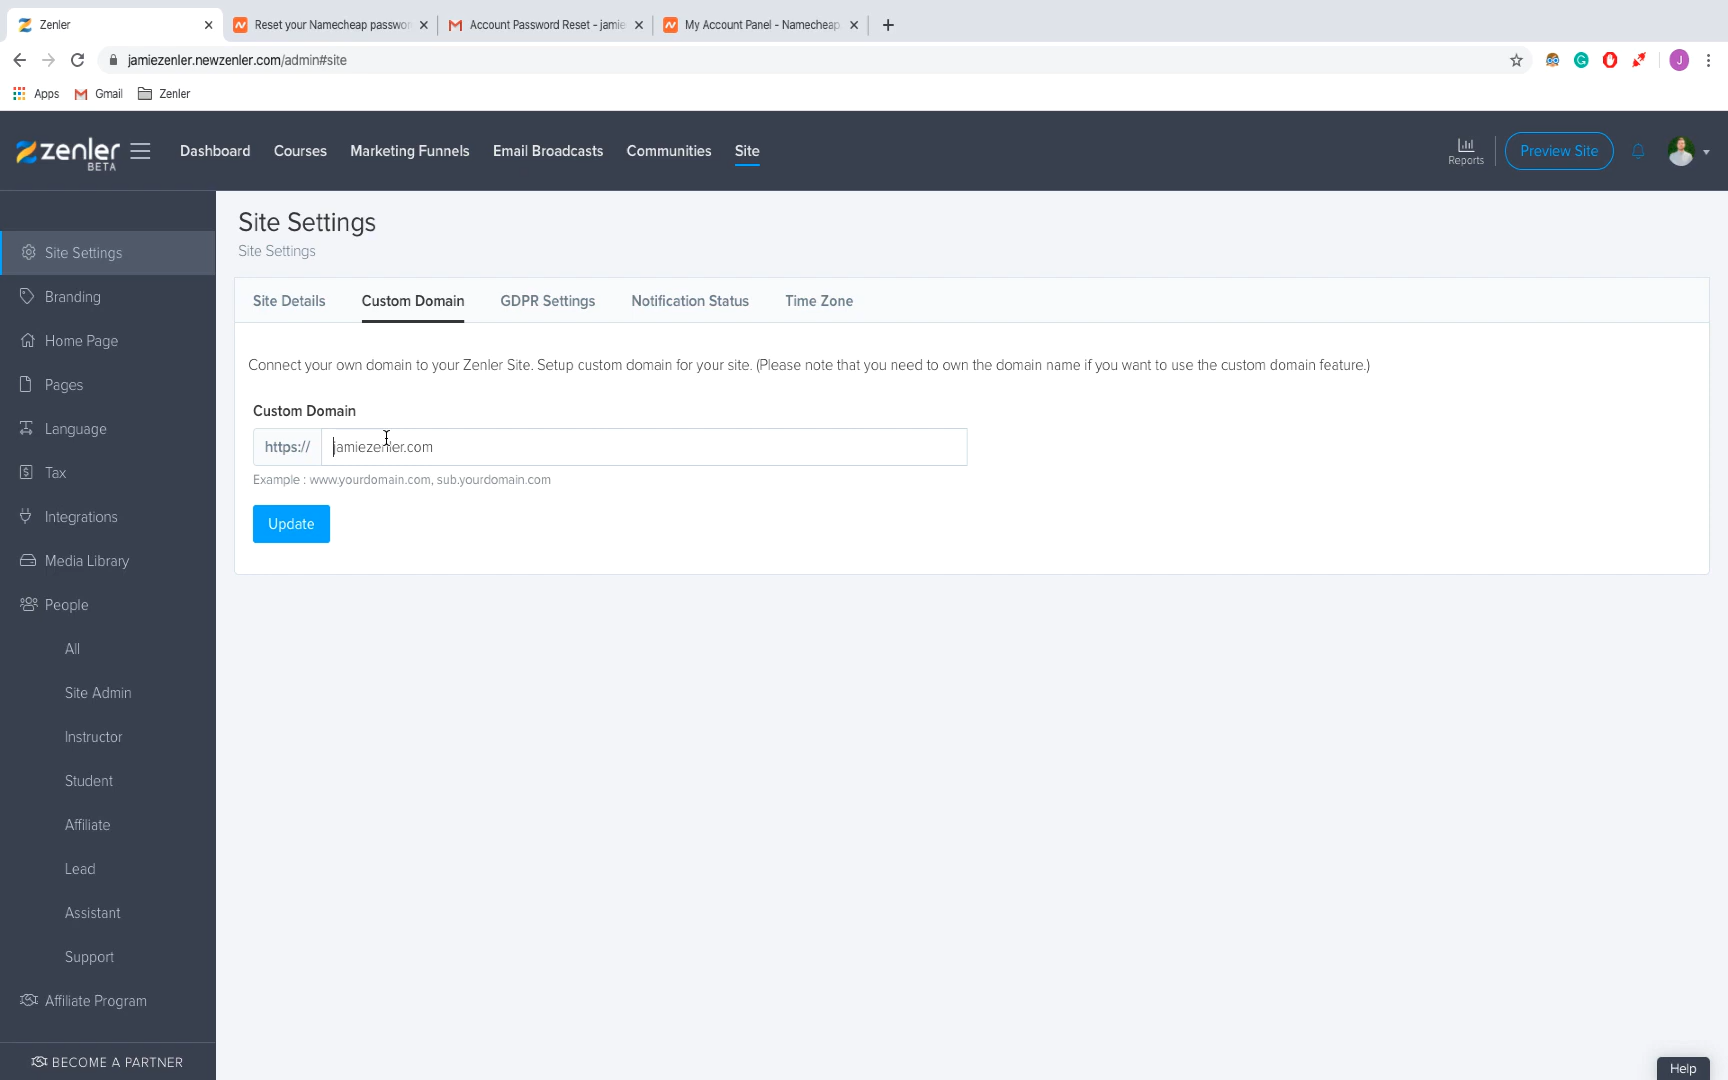 Zenler
Reset your Namecheap passwor
Account Password Reset - jamie
My Account Panel - Namecheap.
jamiezenler.newzenler.com/admin#site
J
Apps
Gmail
Zenler
zenler
BETA
Dashboard
Courses
Marketing Funnels
Email Broadcasts
Communities
Site
Reports
Preview Site
Site Settings
Branding
Home Page
Pages
Language
Tax
Integrations
Media Library
People
All
Site Admin
Instructor
Student
Affiliate
Lead
Assistant
Support
Affiliate Program
BECOME A PARTNER
Site Settings
Site Settings
Site Details
Custom Domain
GDPR Settings
Notification Status
Time Zone
Connect your own domain to your Zenler Site. Setup custom domain for your site. (Please note that you need to own the domain name if you want to use the custom domain feature.)
Custom Domain
https://
jamiezenler.com
Example : www.yourdomain.com, sub.yourdomain.com
Update
Help